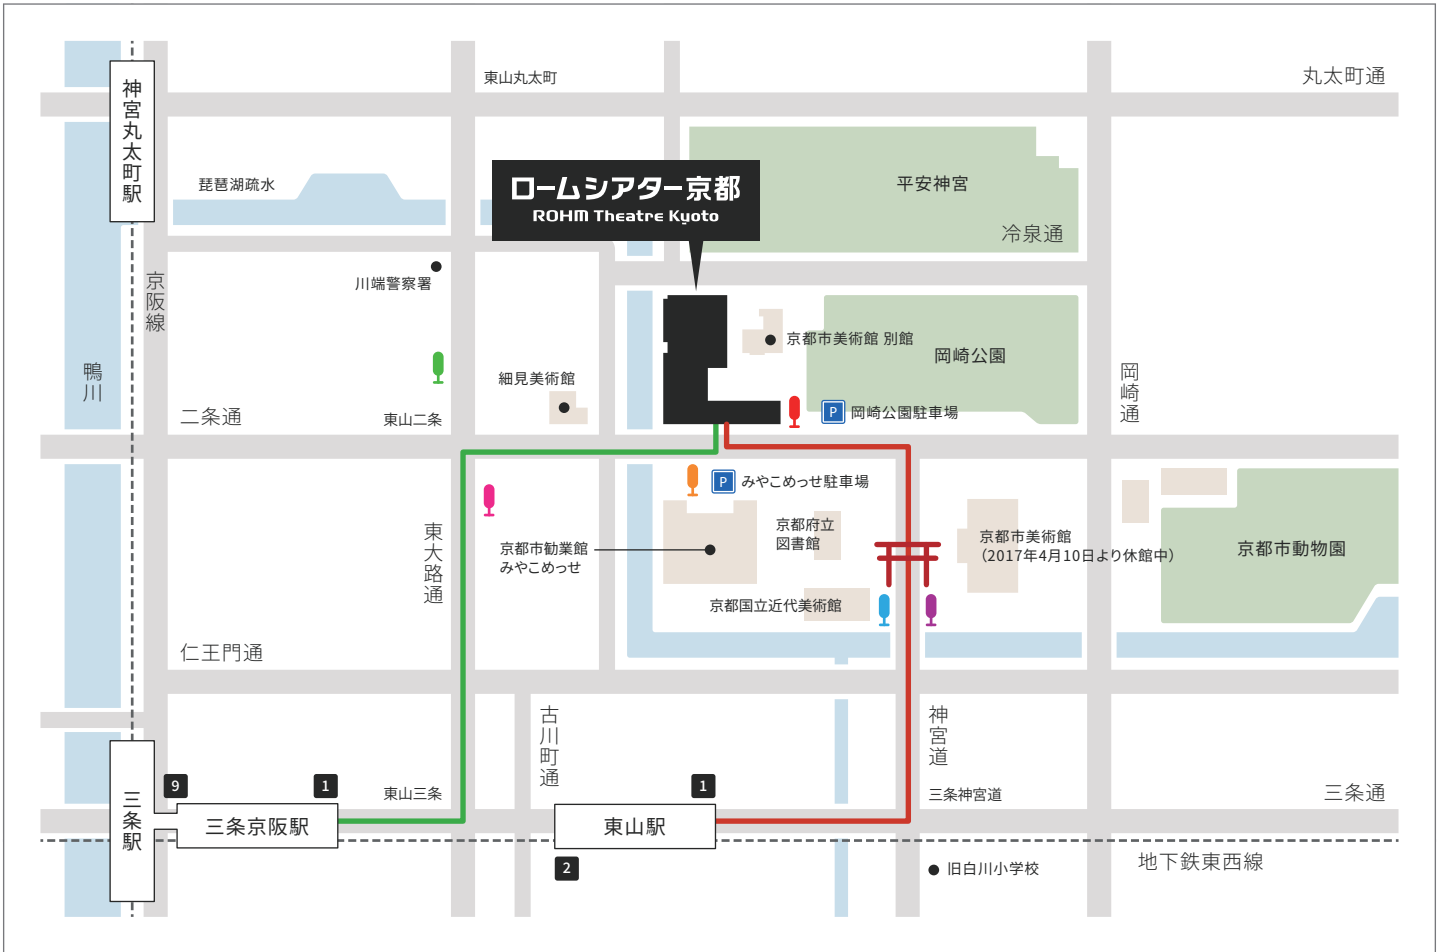 東山丸太町
丸太町通
神宮丸太町駅
琵琶湖疏水
ロームシアター京都
ROHM Theatre Kyoto
平安神宮
冷泉通
京阪線
川端警察署
京都市美術館 別館
岡崎公園
鴨川
細見美術館
岡崎通
二条通
東山二条
P
岡崎公園駐車場
P
みやこめっせ駐車場
東大路通
京都市勧業館
みやこめっせ
京都府立
図書館
京都市美術館
(2017年4月10日より休館中)
京都市動物園
京都国立近代美術館
仁王門通
古川町通
神宮道
9
1
東山三条
1
三条神宮道
三条通
三条駅
三条京阪駅
東山駅
2
旧白川小学校
地下鉄東西線